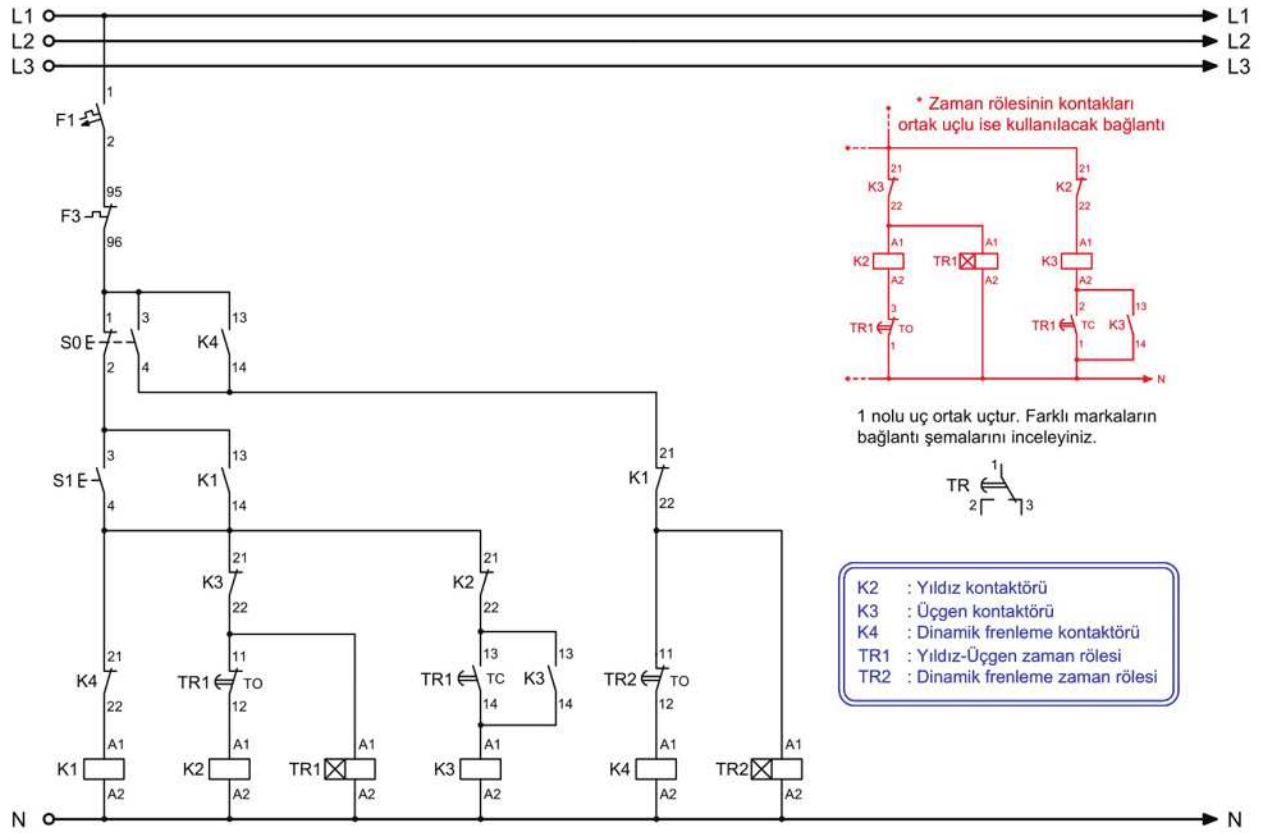 L1 L1
L2 L2
L3 L3
1
F1
2
95
F3
96
1 3 13
S0 K4
2 4 14
3 13 21
S1 K1 K1
4 14 22
21 21
K3 K2
22 22
21 11 13 13 11
K4 TR1 TO TR1 TC K3 TR2 TO
22 12 14 14 12
A1 A1 A1 A1 A1 A1
K1 K2 TR1 K3 K4 TR2
A2 A2 A2 A2 A2 A2
N N
* Zaman rölesinin kontakları
ortak uçlu ise kullanılacak bağlantı
21 21
K3 K2
22 22
A1 A1 A1
K2 TR1 K3
A2 A2 A2
3 2 13
TR1 TO TR1 TC K3
1 1 14
N
1 nolu uç ortak uçtur. Farklı markaların
bağlantı şemalarını inceleyiniz.
1
TR
2 3
K2 : Yıldız kontaktörü
K3 : Üçgen kontaktörü
K4 : Dinamik frenleme kontaktörü
TR1 : Yıldız-Üçgen zaman rölesi
TR2 : Dinamik frenleme zaman rölesi